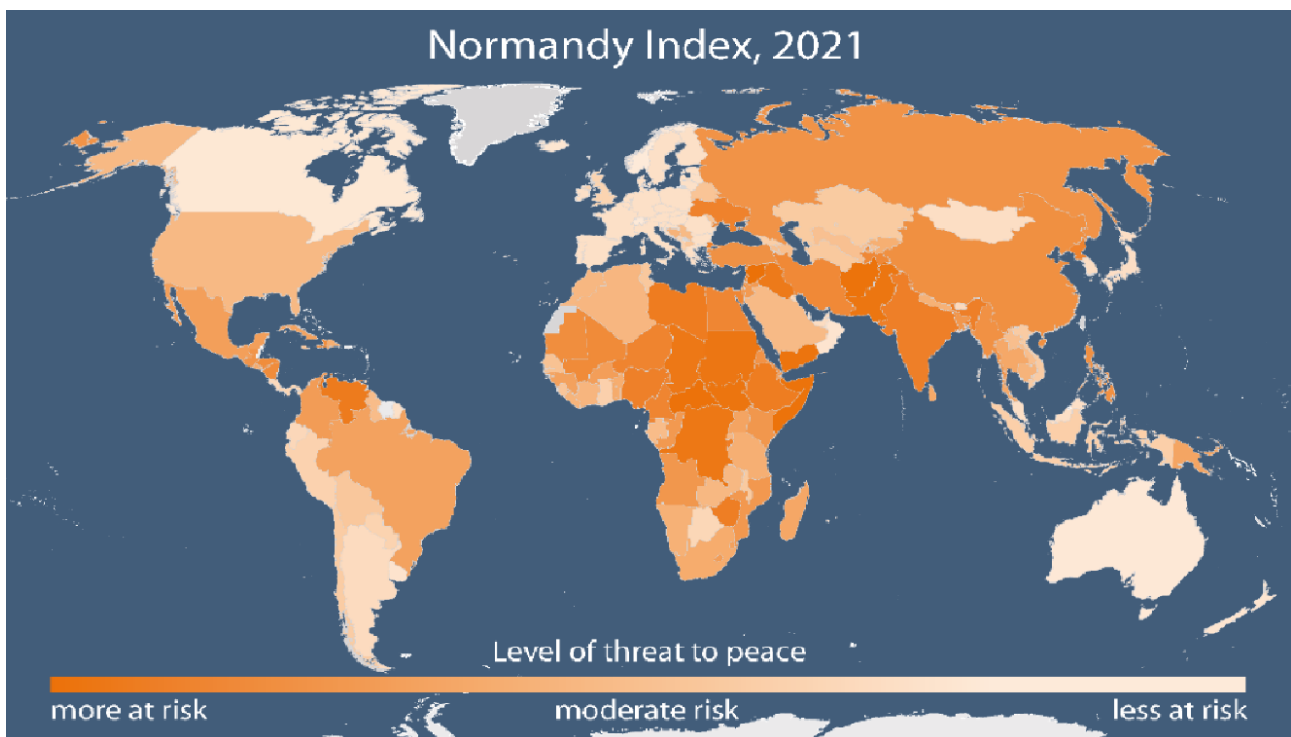 Normandy Index, 2021
Level of threat to peace
more at risk moderate risk less at risk